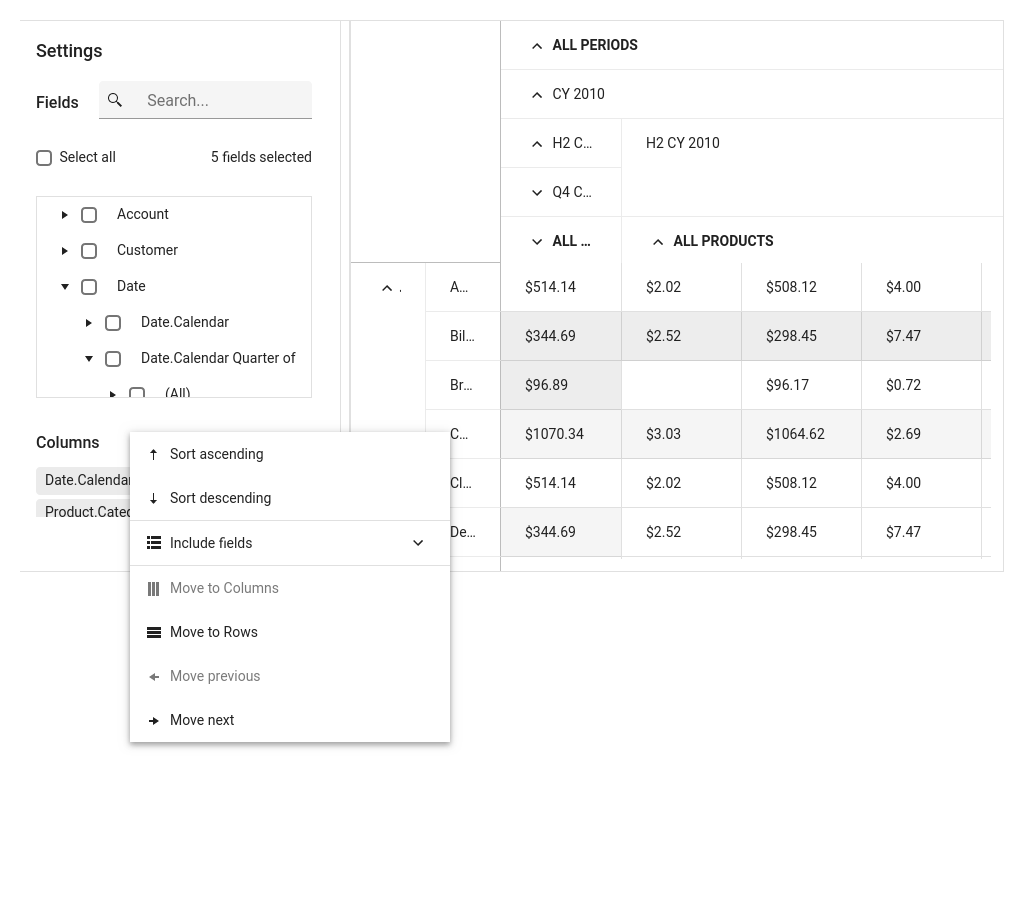 Settings
Fields
Search...
Select all
5 fields selected
Account
Customer
Date
Date.Calendar
Date.Calendar Quarter of
(All)
Columns
Date.Calendar
Sort ascending
Sort descending
Include fields
Move to Columns
Move to Rows
Move previous
Move next
ALL PERIODS
CY 2010
H2 C...
H2 CY 2010
Q4 C...
ALL ...
ALL PRODUCTS
A... $514.14 $2.02 $508.12 $4.00
Bil... $344.69 $2.52 $298.45 $7.47
Br... $96.89 $96.17 $0.72
C... $1070.34 $3.03 $1064.62 $2.69
Cl... $514.14 $2.02 $508.12 $4.00
De... $344.69 $2.52 $298.45 $7.47